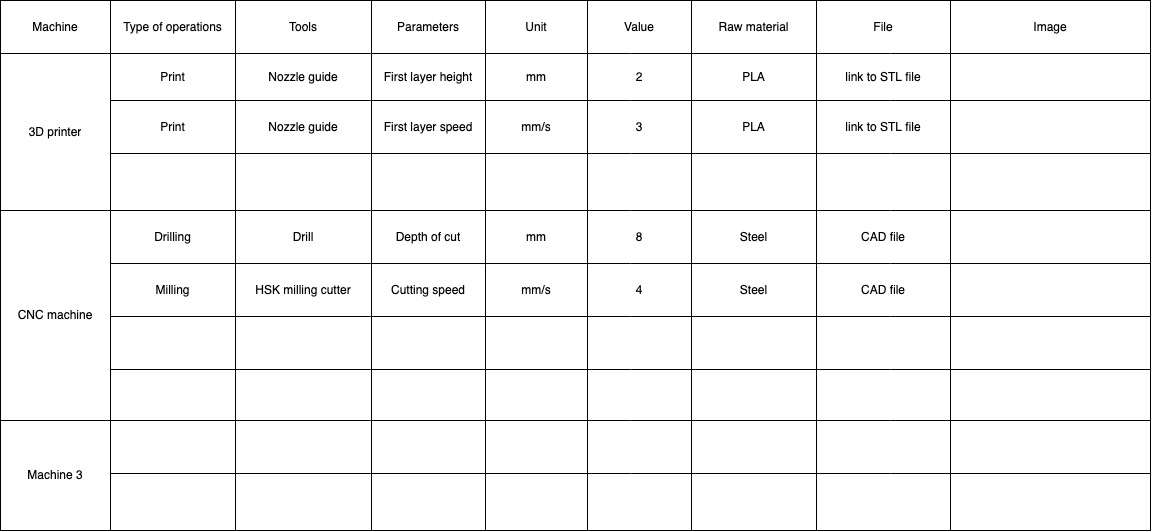 Machine Type of operations Tools Parameters Unit Value Raw material File Image
Print Nozzle guide First layer height mm 2 PLA link to STL file
3D printer
Print Nozzle guide First layer speed mm/s 3 PLA link to STL file
Drilling Drill Depth of cut mm 8 Steel CAD file
Milling HSK milling cutter Cutting speed mm/s 4 Steel CAD file
CNC machine
Machine 3